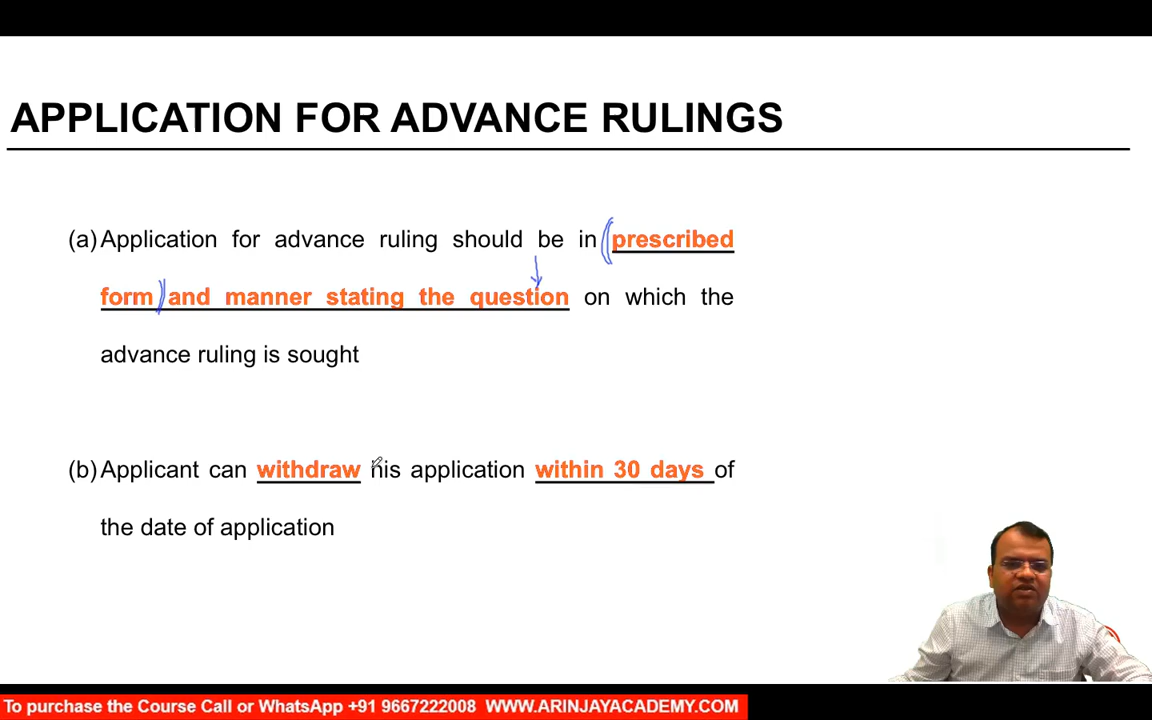 APPLICATION FOR ADVANCE RULINGS
(a) Application for advance ruling should be in prescribed
form and manner stating the question on which the
advance ruling is sought
(b) Applicant can withdraw his application within 30 days of
the date of application
To purchase the Course Call or WhatsApp +91 9667222008 WWW.ARINJAYACADEMY.COM